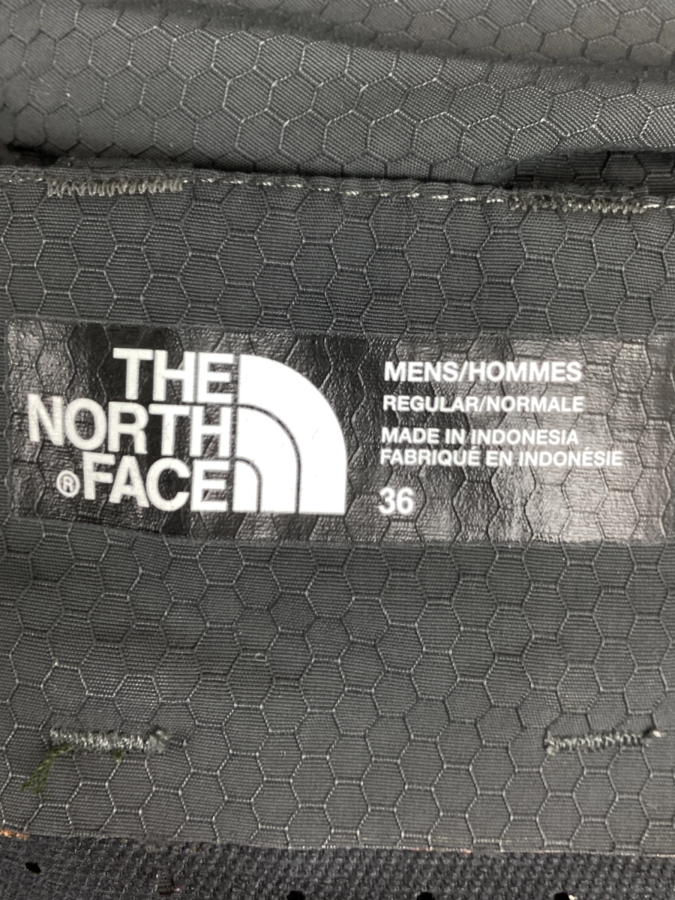 THE
NORTH
®FACE
MENS/HOMMES
REGULAR/NORMALE
MADE IN INDONESIA
FABRIQUÉ EN INDONÉSIE
36